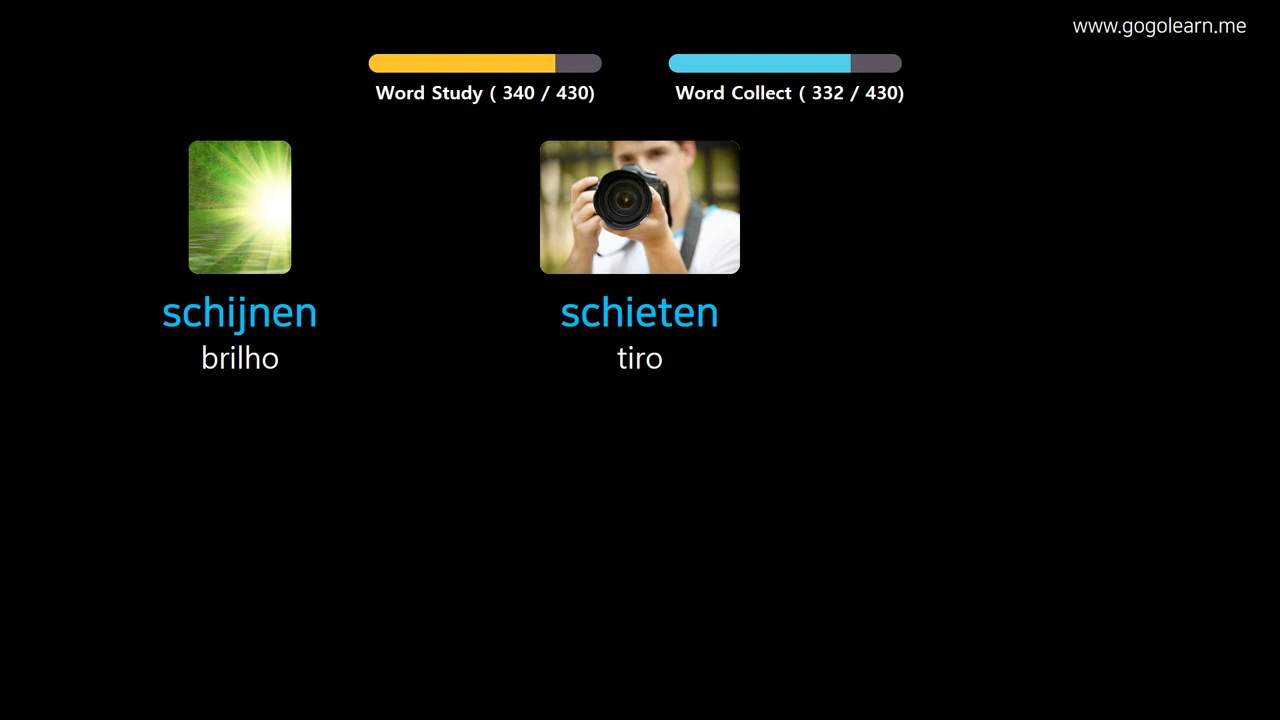 www.gogolearn.me
Word Study ( 340 / 430)
Word Collect ( 332 / 430)
schijnen
brilho
schieten
tiro